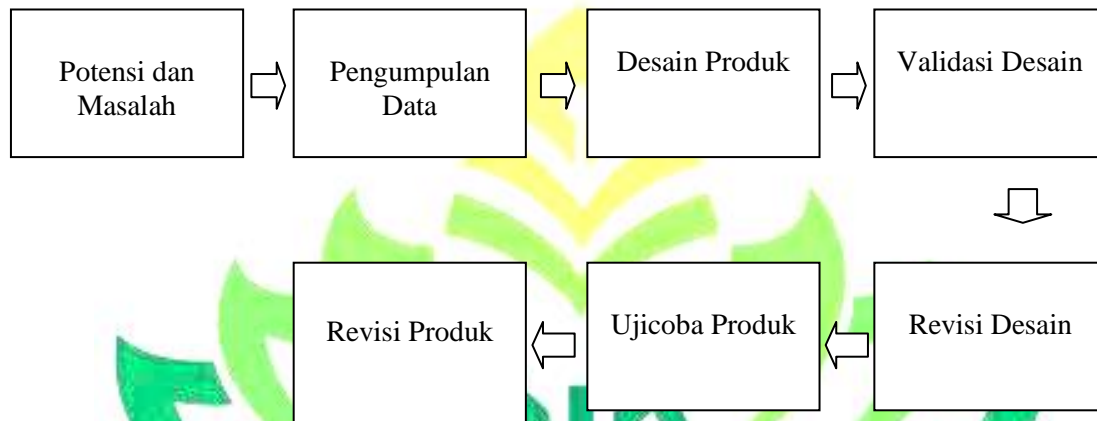 Potensi dan
Masalah
Pengumpulan
Data
Desain Produk
Validasi Desain
Revisi Desain
Ujicoba Produk
Revisi Produk